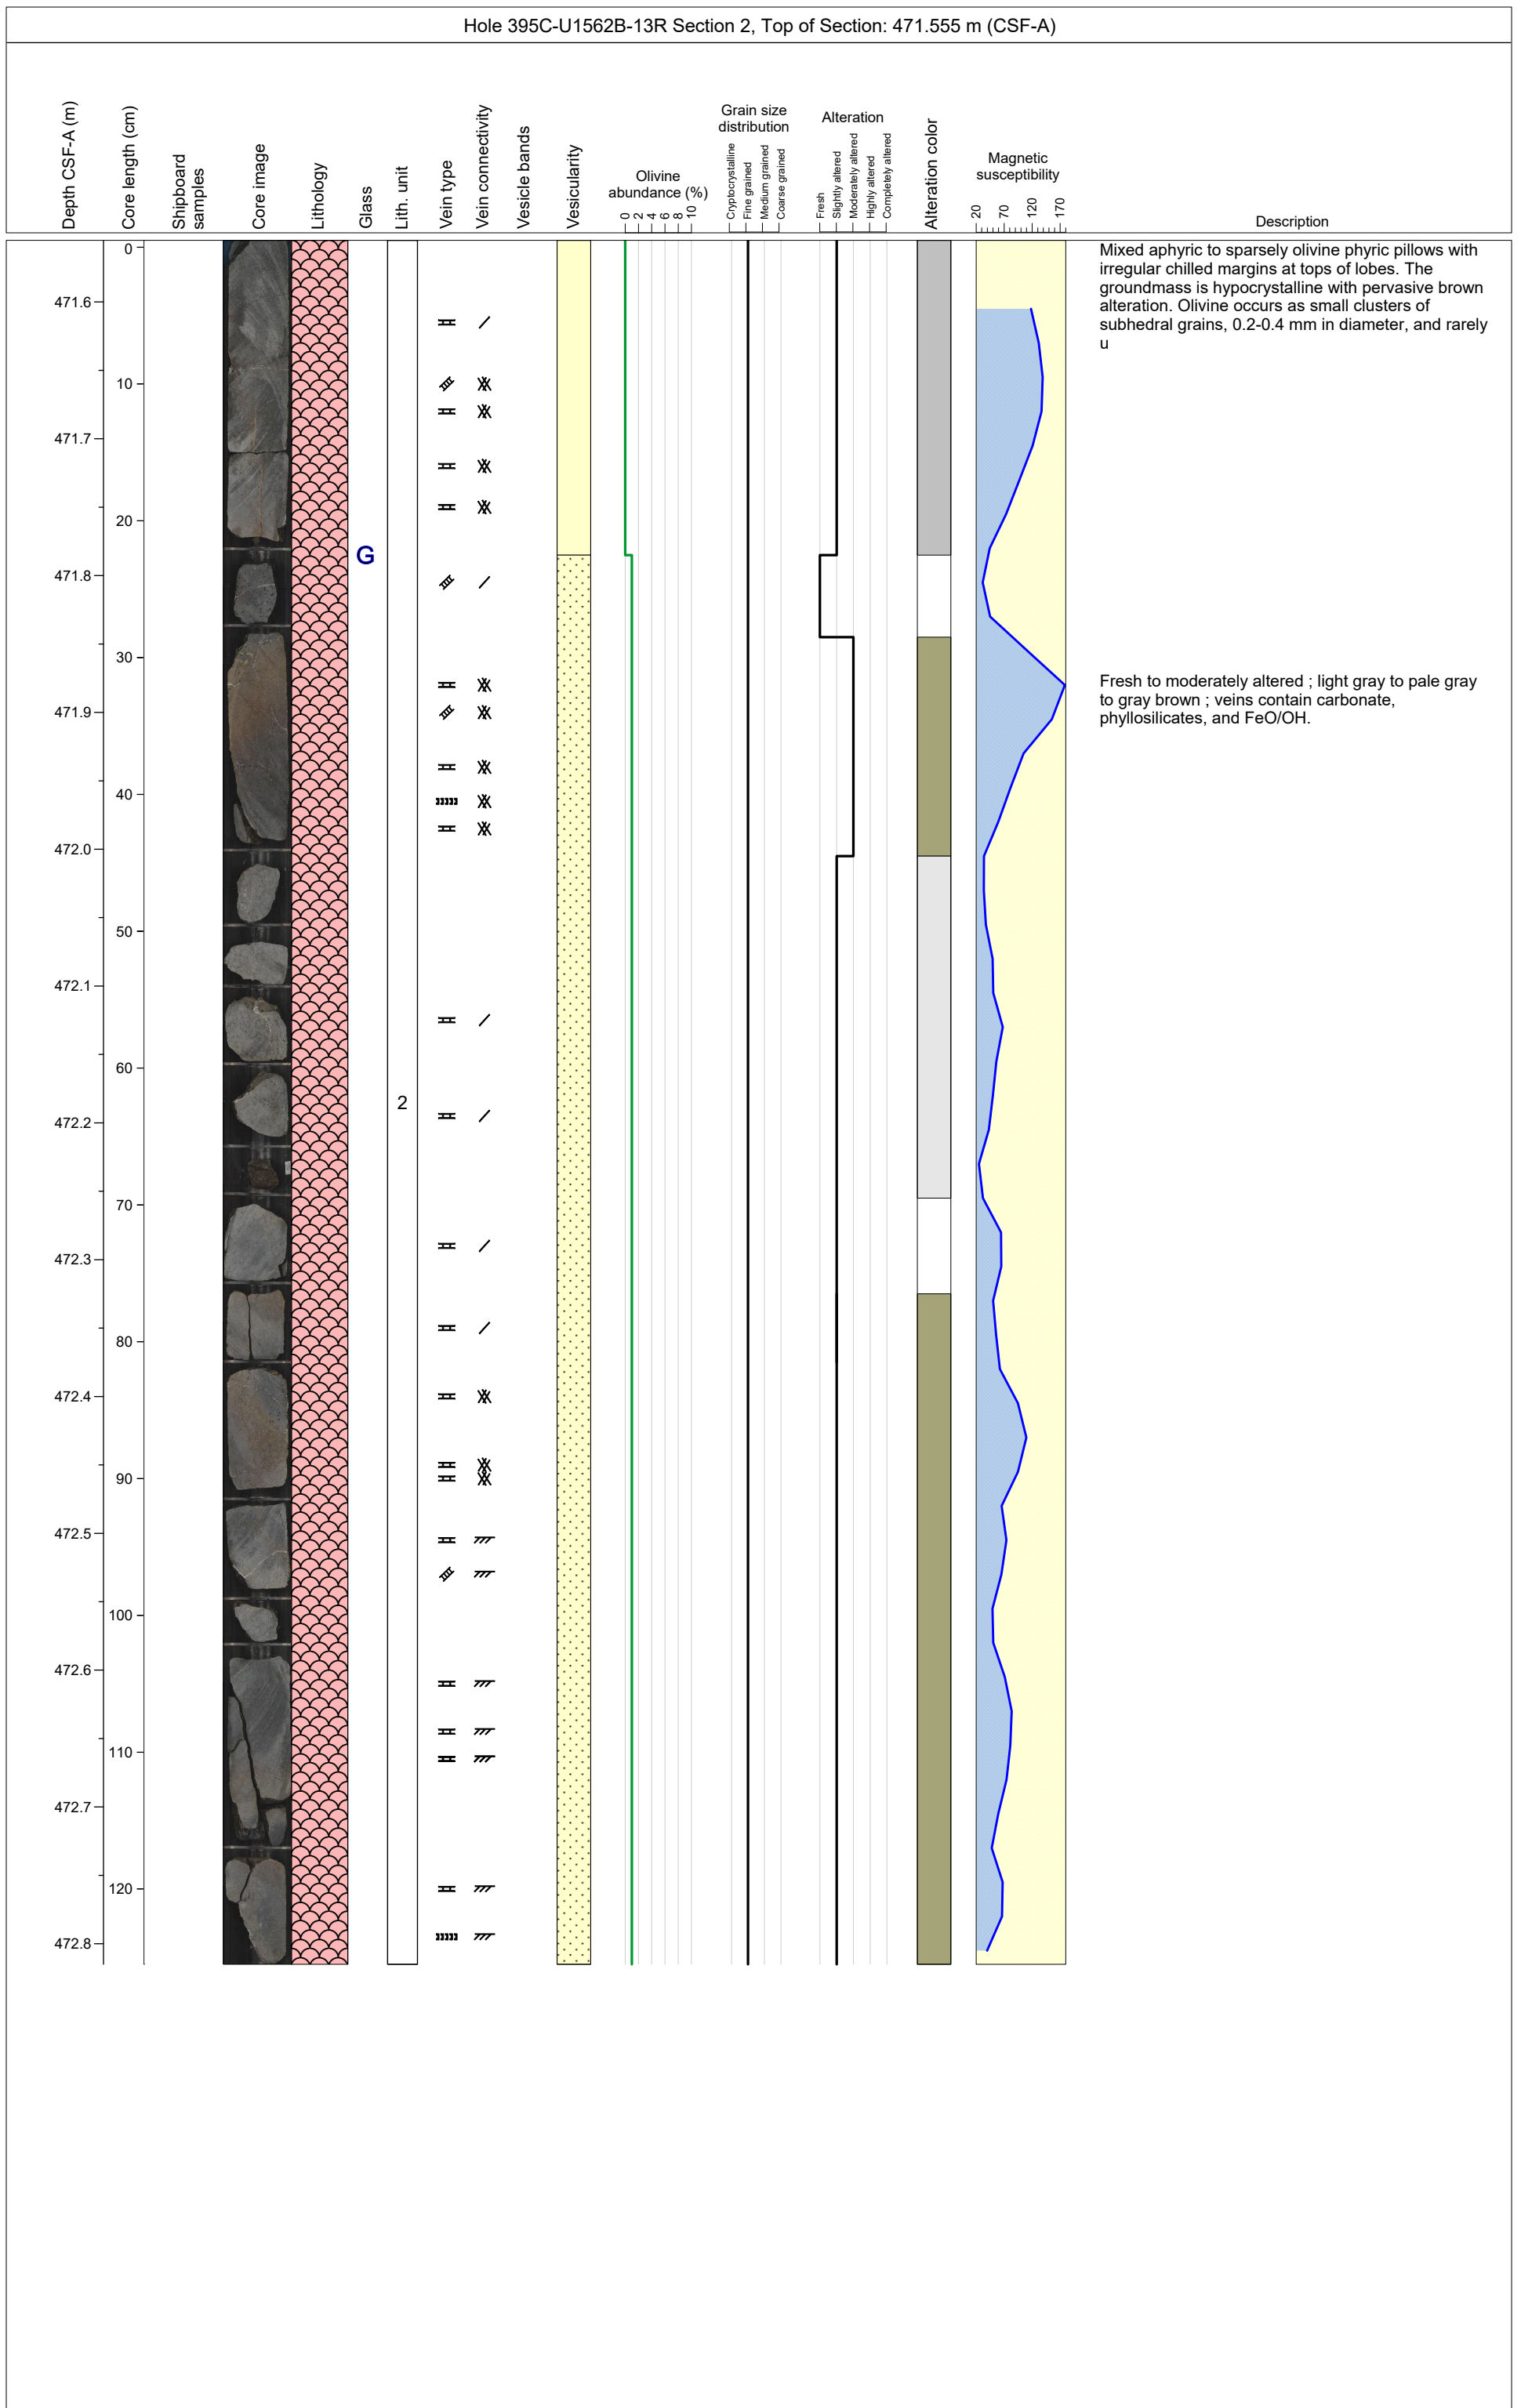 Hole 395C-U1562B-13R Section 2, Top of Section: 471.555 m (CSF-A)
Depth CSF-A (m)
Core length (cm)
Shipboard
samples
Core image
Lithology
Glass
Lith. unit
Vein type
Vein connectivity
Vesicle bands
Vesicularity
Olivine
abundance (%)
0 2 4 6 8 10
Grain size
distribution
Cryptocrystalline
Fine grained
Medium grained
Coarse grained
Alteration
Fresh
Slightly altered
Moderately altered
Highly altered
Completely altered
Alteration color
Magnetic
susceptibility
20 70 120 170
Description
0
471.6
10
471.7
20
471.8
30
471.9
40
472.0
50
472.1
60
472.2
70
472.3
80
472.4
90
472.5
100
472.6
110
472.7
120
472.8
G
2
Mixed aphyric to sparsely olivine phyric pillows with
irregular chilled margins at tops of lobes. The
groundmass is hypocrystalline with pervasive brown
alteration. Olivine occurs as small clusters of
subhedral grains, 0.2-0.4 mm in diameter, and rarely
u
Fresh to moderately altered ; light gray to pale gray
to gray brown ; veins contain carbonate,
phyllosilicates, and FeO/OH.